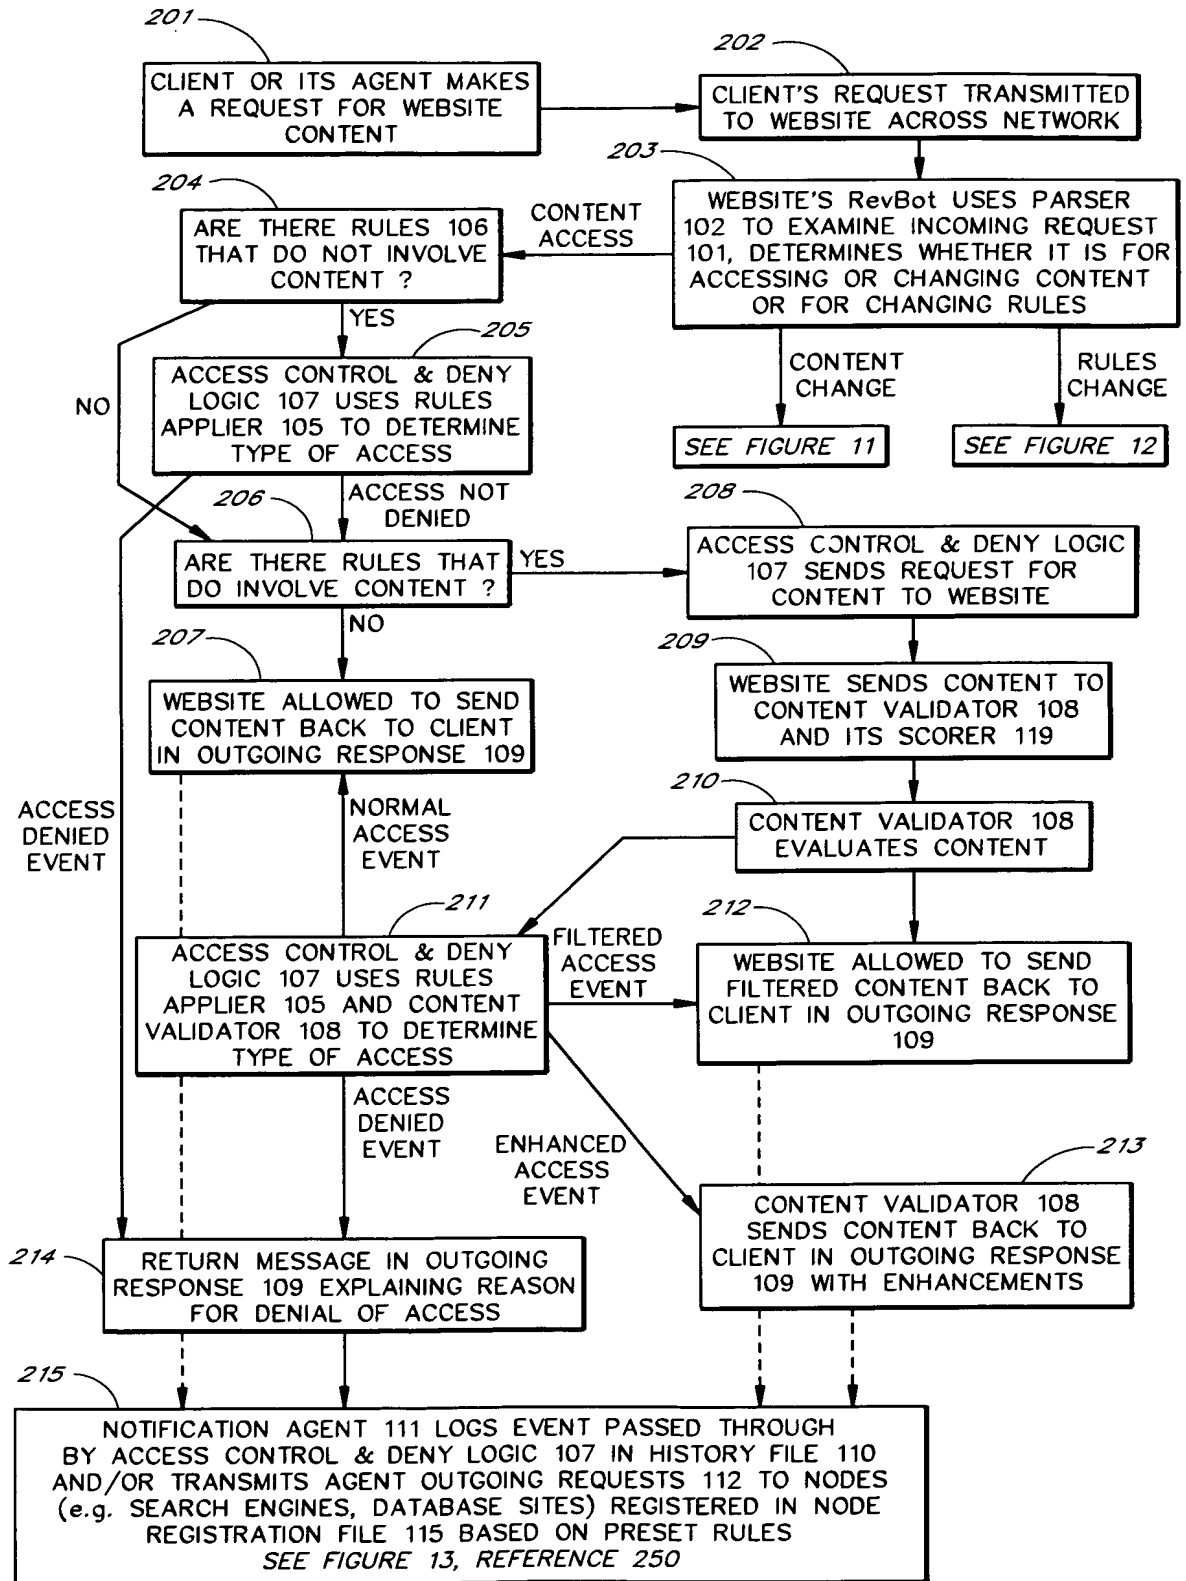 201
CLIENT OR ITS AGENT MAKES
A REQUEST FOR WEBSITE
CONTENT
202
CLIENT'S REQUEST TRANSMITTED
TO WEBSITE ACROSS NETWORK
203
WEBSITE'S RevBot USES PARSER
102 TO EXAMINE INCOMING REQUEST
101, DETERMINES WHETHER IT IS FOR
ACCESSING OR CHANGING CONTENT
OR FOR CHANGING RULES
CONTENT
ACCESS
204
ARE THERE RULES 106
THAT DO NOT INVOLVE
CONTENT ?
YES
NO
CONTENT
CHANGE
RULES
CHANGE
SEE FIGURE 11
SEE FIGURE 12
205
ACCESS CONTROL & DENY
LOGIC 107 USES RULES
APPLIER 105 TO DETERMINE
TYPE OF ACCESS
ACCESS NOT
DENIED
206
ARE THERE RULES THAT
DO INVOLVE CONTENT ?
YES
NO
208
ACCESS CONTROL & DENY LOGIC
107 SENDS REQUEST FOR
CONTENT TO WEBSITE
207
WEBSITE ALLOWED TO SEND
CONTENT BACK TO CLIENT
IN OUTGOING RESPONSE 109
209
WEBSITE SENDS CONTENT TO
CONTENT VALIDATOR 108
AND ITS SCORER 119
210
CONTENT VALIDATOR 108
EVALUATES CONTENT
ACCESS
DENIED
EVENT
NORMAL
ACCESS
EVENT
211
ACCESS CONTROL & DENY
LOGIC 107 USES RULES
APPLIER 105 AND CONTENT
VALIDATOR 108 TO DETERMINE
TYPE OF ACCESS
FILTERED
ACCESS
EVENT
212
WEBSITE ALLOWED TO SEND
FILTERED CONTENT BACK TO
CLIENT IN OUTGOING RESPONSE
109
ACCESS
DENIED
EVENT
ENHANCED
ACCESS
EVENT
213
CONTENT VALIDATOR 108
SENDS CONTENT BACK TO
CLIENT IN OUTGOING RESPONSE
109 WITH ENHANCEMENTS
214
RETURN MESSAGE IN OUTGOING
RESPONSE 109 EXPLAINING REASON
FOR DENIAL OF ACCESS
215
NOTIFICATION AGENT 111 LOGS EVENT PASSED THROUGH
BY ACCESS CONTROL & DENY LOGIC 107 IN HISTORY FILE 110
AND/OR TRANSMITS AGENT OUTGOING REQUESTS 112 TO NODES
(e.g. SEARCH ENGINES, DATABASE SITES) REGISTERED IN NODE
REGISTRATION FILE 115 BASED ON PRESET RULES
SEE FIGURE 13, REFERENCE 250